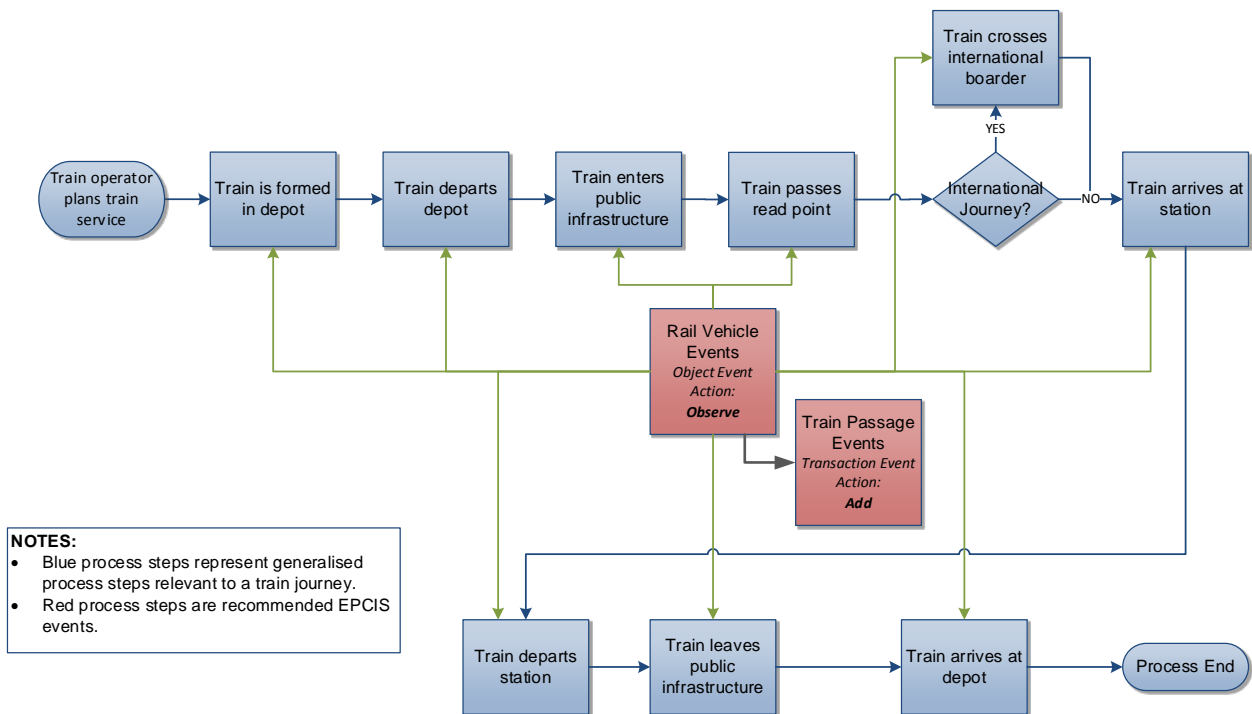 Train crosses
international
boarder
YES
Train operator
plans train
service
Train is formed
in depot
Train departs
depot
Train enters
public
infrastructure
Train passes
read point
International
Journey?
NO
Train arrives at
station
Rail Vehicle
Events
Object Event
Action:
Observe
Train Passage
Events
Transaction Event
Action:
Add
NOTES:
• Blue process steps represent generalised
process steps relevant to a train journey.
• Red process steps are recommended EPCIS
events.
Train departs
station
Train leaves
public
infrastructure
Train arrives at
depot
Process End